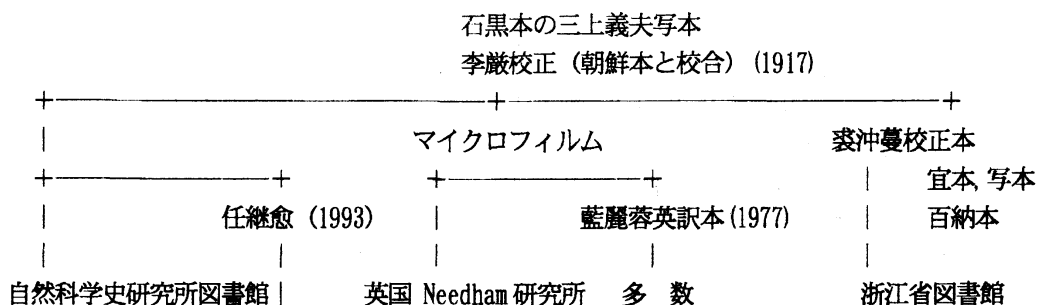 石黒本の三上義夫写本
李厳校正（朝鮮本と校合）(1917)
マイクロフィルム 裘沖蔓校正本
宜本, 写本
任継愈 (1993) 藍麗蓉英訳本 (1977) 百納本
自然科学史研究所図書館 英国 Needham 研究所 多 数 浙江省図書館